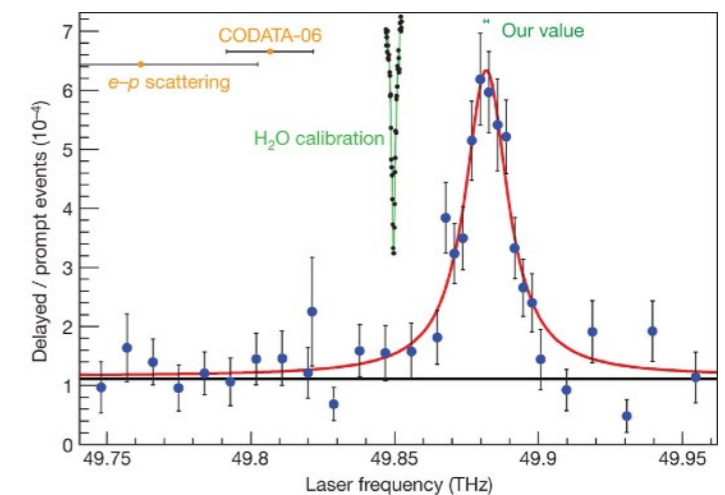 7
CODATA-06
Our value
e–p scattering
6
H₂O calibration
5
4
3
2
1
0
Delayed / prompt events (10⁻⁴)
49.75
49.8
49.85
49.9
49.95
Laser frequency (THz)